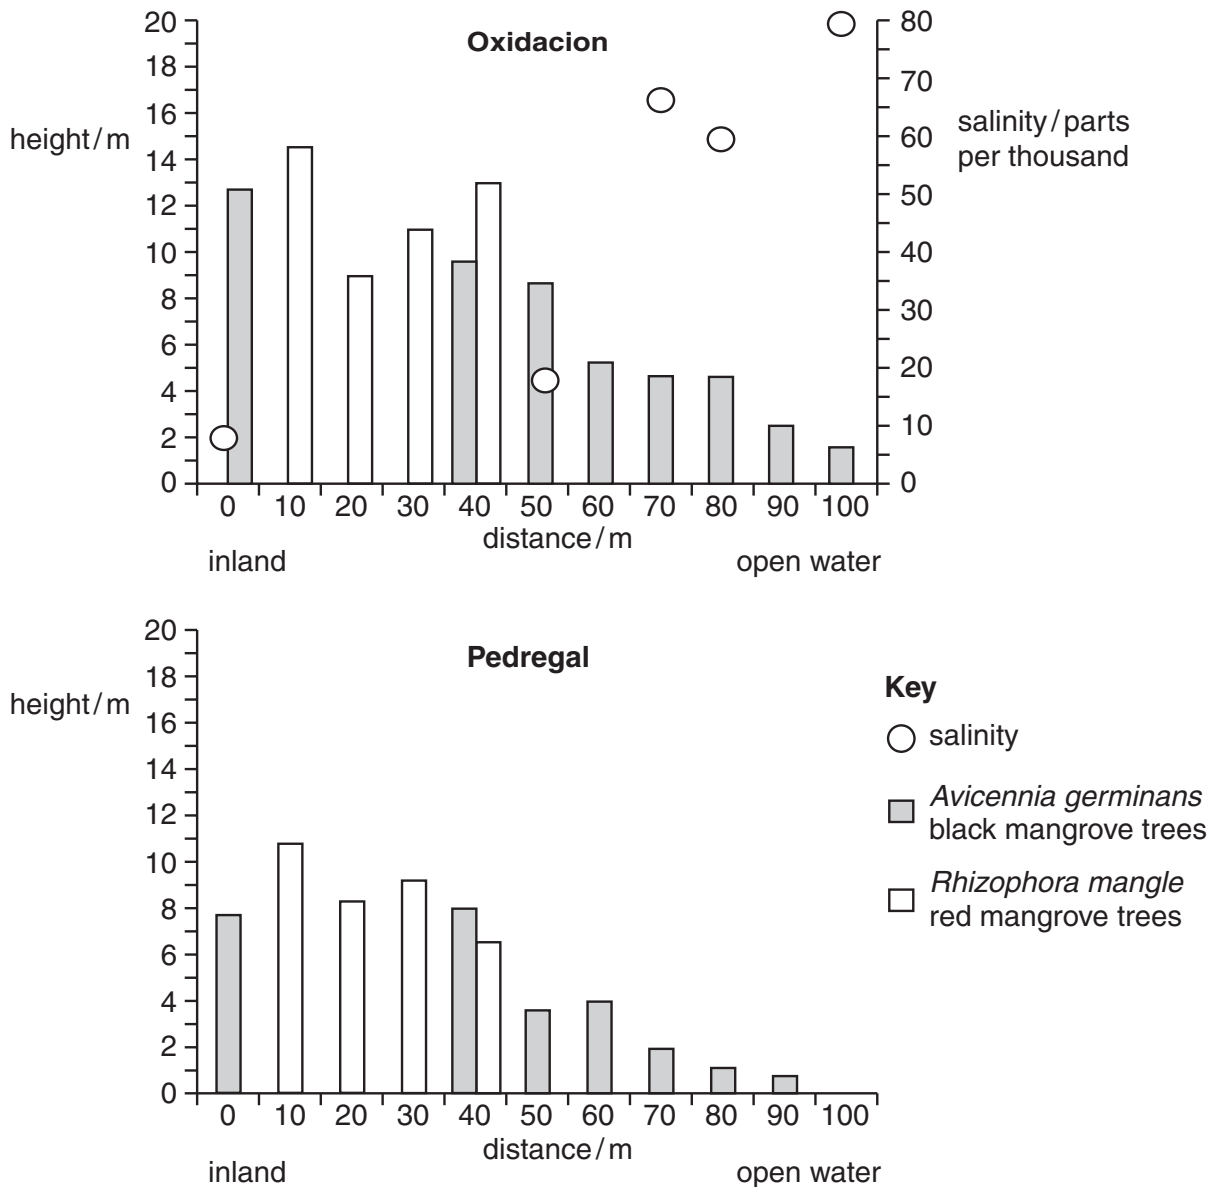 Oxidacion
height/m
20
18
16
14
12
10
8
6
4
2
0
salinity/parts
per thousand
80
70
60
50
40
30
20
10
0
0 10 20 30 40 50 60 70 80 90 100
distance/m
inland open water
Pedregal
height/m
20
18
16
14
12
10
8
6
4
2
0
0 10 20 30 40 50 60 70 80 90 100
distance/m
inland open water
Key
salinity
Avicennia germinans
black mangrove trees
Rhizophora mangle
red mangrove trees